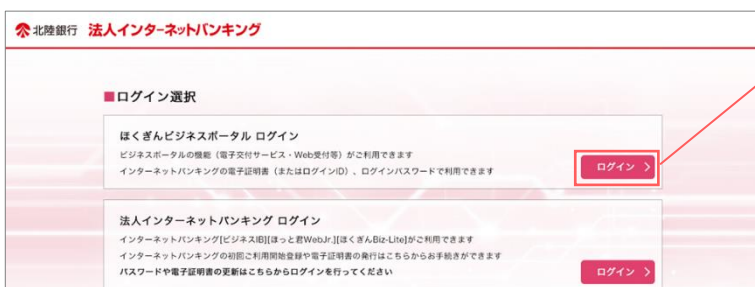 北陸銀行 法人インターネットバンキング
■ログイン選択
ほくぎんビジネスポータル ログイン
ビジネスポータルの機能（電子交付サービス・Web受付等）がご利用できます
インターネットバンキングの電子証明書（またはログインID）、ログインパスワードで利用できます
ログイン
法人インターネットバンキング ログイン
インターネットバンキング[ビジネスIB][ほっと君WebJr.][ほくぎんBiz-Lite]がご利用できます
インターネットバンキングの初回ご利用開始登録や電子証明書の発行はこちらからお手続きができます
パスワードや電子証明書の更新はこちらからログインを行ってください
ログイン